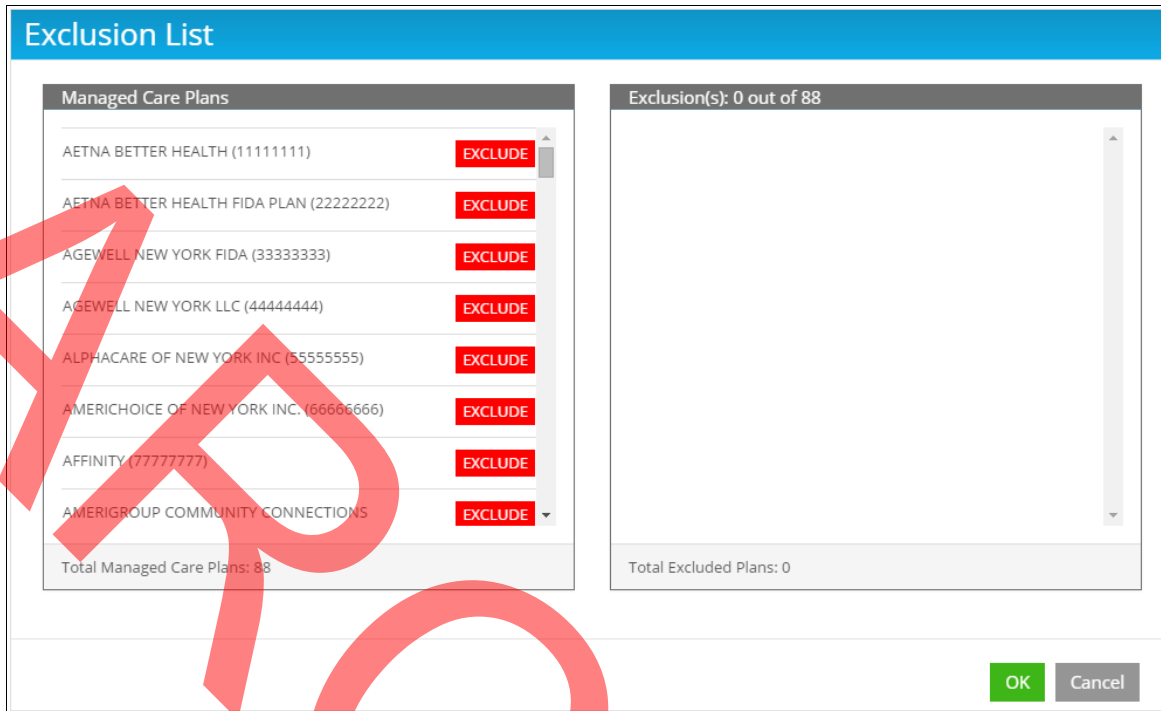 Exclusion List
Managed Care Plans
AETNA BETTER HEALTH (11111111) EXCLUDE
AETNA BETTER HEALTH FIDA PLAN (22222222) EXCLUDE
AGEWELL NEW YORK FIDA (33333333) EXCLUDE
AGEWELL NEW YORK LLC (44444444) EXCLUDE
ALPHACARE OF NEW YORK INC (55555555) EXCLUDE
AMERICHOICE OF NEW YORK INC. (66666666) EXCLUDE
AFFINITY (77777777) EXCLUDE
AMERIGROUP COMMUNITY CONNECTIONS EXCLUDE
Total Managed Care Plans: 88
Exclusion(s): 0 out of 88
Total Excluded Plans: 0
OK Cancel